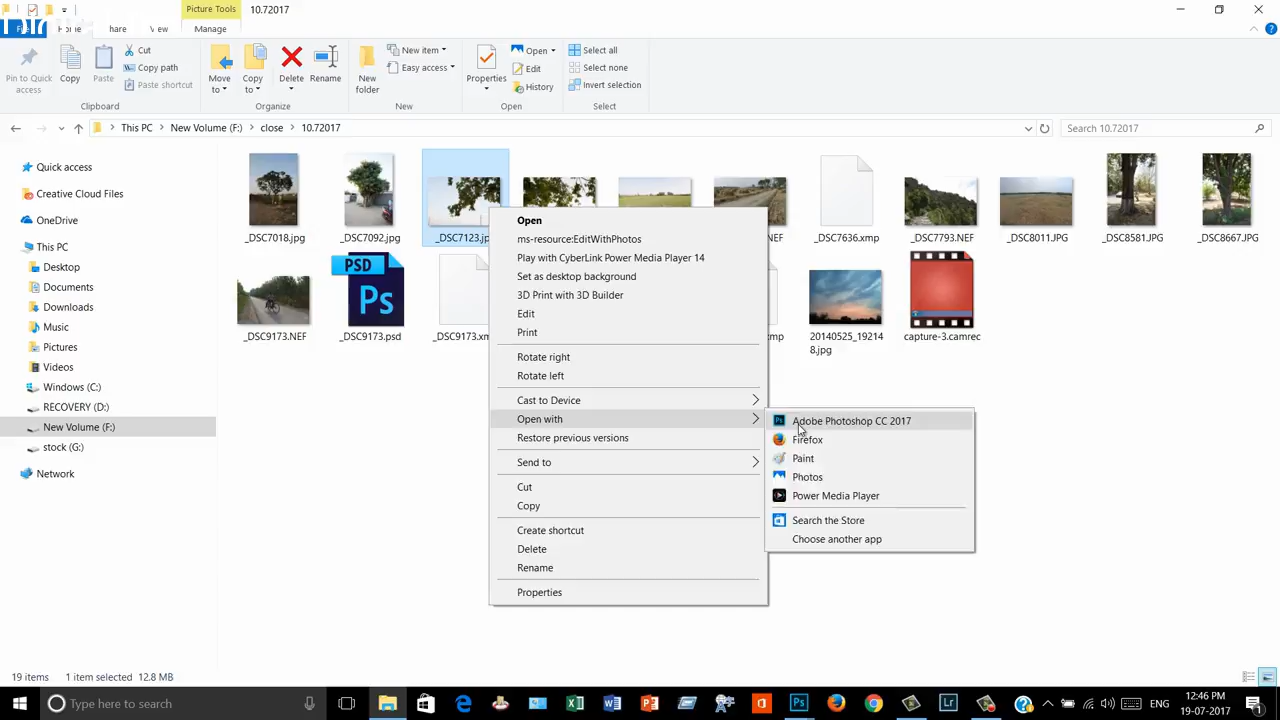 Picture Tools
10.72017
Home
hare
View
Manage
Pin to Quick access
Copy
Paste
Cut
Copy path
Paste shortcut
Move to
Copy to
Delete
Rename
New folder
New item
Easy access
Properties
Open
Edit
History
Select all
Select none
Invert selection
Clipboard
Organize
New
Open
Select
This PC
New Volume (F:)
close
10.72017
Search 10.72017
Quick access
Creative Cloud Files
OneDrive
This PC
Desktop
Documents
Downloads
Music
Pictures
Videos
Windows (C:)
RECOVERY (D:)
New Volume (F:)
stock (G:)
Network
_DSC7018.jpg
_DSC7092.jpg
_DSC7123.jp
EF
_DSC7636.xmp
_DSC7793.NEF
_DSC8011.JPG
_DSC8581.JPG
_DSC8667.JPG
PSD
Ps
_DSC9173.NEF
_DSC9173.psd
_DSC9173.xm
mp
20140525_19214
8.jpg
capture-3.camrec
Open
ms-resource:EditWithPhotos
Play with CyberLink Power Media Player 14
Set as desktop background
3D Print with 3D Builder
Edit
Print
Rotate right
Rotate left
Cast to Device
Open with
Restore previous versions
Send to
Cut
Copy
Create shortcut
Delete
Rename
Properties
Adobe Photoshop CC 2017
Firefox
Paint
Photos
Power Media Player
Search the Store
Choose another app
19 items
1 item selected
12.8 MB
Type here to search
ENG
12:46 PM
19-07-2017